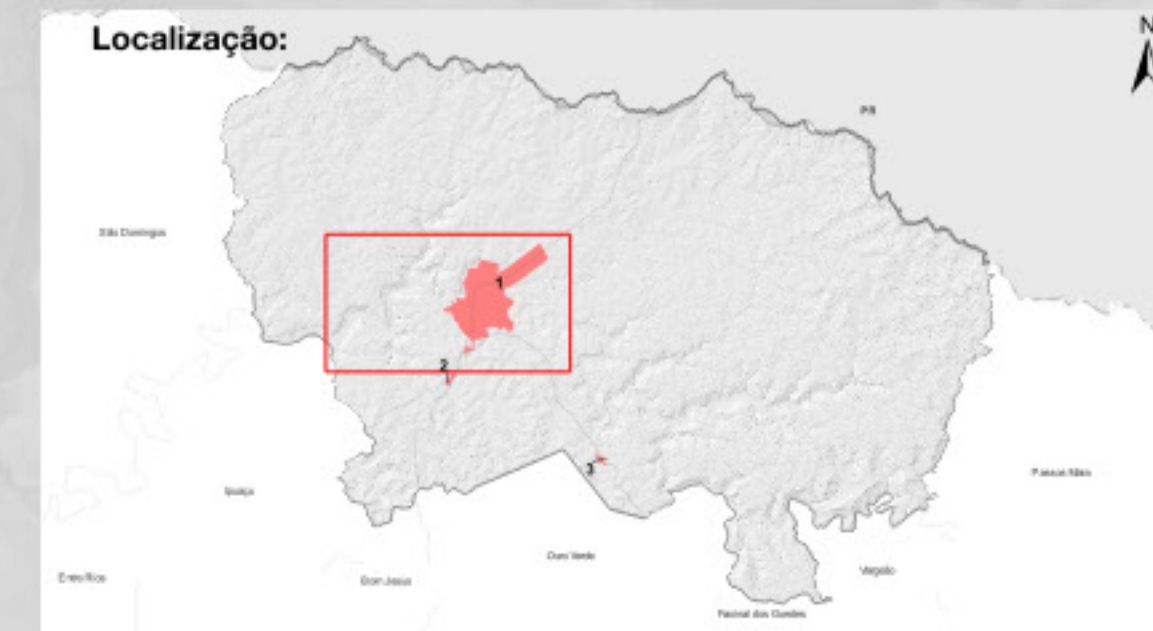 Localização:
N
PR
São Domingos
1
2
3
Passos Maia
Ipuaçu
Ouro Verde
Vargeão
Entre Rios
Bom Jesus
Faxinal dos Guedes